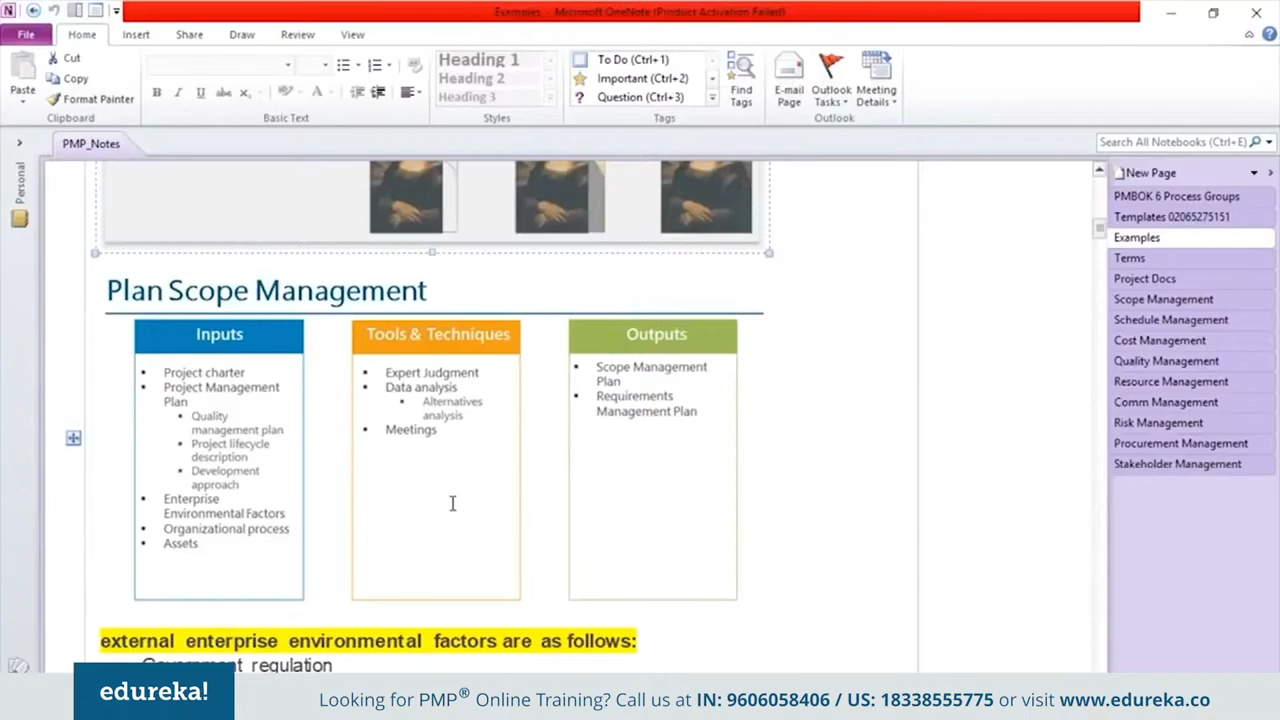 Examples - Microsoft OneNote (Product Activation Failed)
File Home Insert Share Draw Review View
Paste
Cut
Copy
Format Painter
Clipboard
B I U abc X₂ A
Basic Text
Heading 1
Heading 2
Heading 3
Styles
To Do (Ctrl+1)
Important (Ctrl+2)
Question (Ctrl+3)
Find
Tags
Tags
E-mail
Page
Outlook
Tasks
Meeting
Details
Outlook
PMP_Notes
Search All Notebooks (Ctrl+E)
Personal
New Page
PMBOK 6 Process Groups
Templates 02065275151
Examples
Terms
Project Docs
Scope Management
Schedule Management
Cost Management
Quality Management
Resource Management
Comm Management
Risk Management
Procurement Management
Stakeholder Management
Plan Scope Management
Inputs
Project charter
Project Management
Plan
Quality
management plan
Project lifecycle
description
Development
approach
Enterprise
Environmental Factors
Organizational process
Assets
Tools & Techniques
Expert Judgment
Data analysis
Alternatives
analysis
Meetings
Outputs
Scope Management
Plan
Requirements
Management Plan
external enterprise environmental factors are as follows:
Government regulation
edureka!
Looking for PMP® Online Training? Call us at IN: 9606058406 / US: 18338555775 or visit www.edureka.co